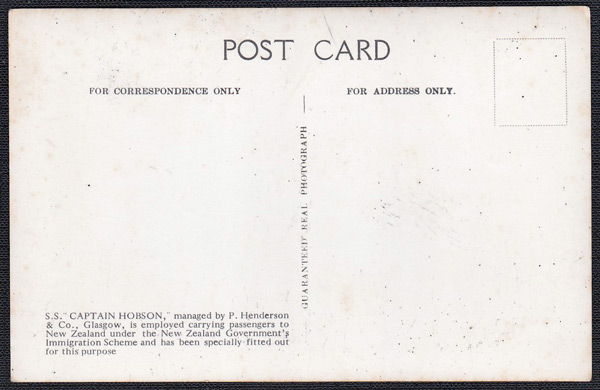 POST CARD
FOR CORRESPONDENCE ONLY
FOR ADDRESS ONLY.
GUARANTEED REAL PHOTOGRAPH
S.S. "CAPTAIN HOBSON," managed by P. Henderson
& Co., Glasgow, is employed carrying passengers to
New Zealand under the New Zealand Government's
Immigration Scheme and has been specially fitted out
for this purpose